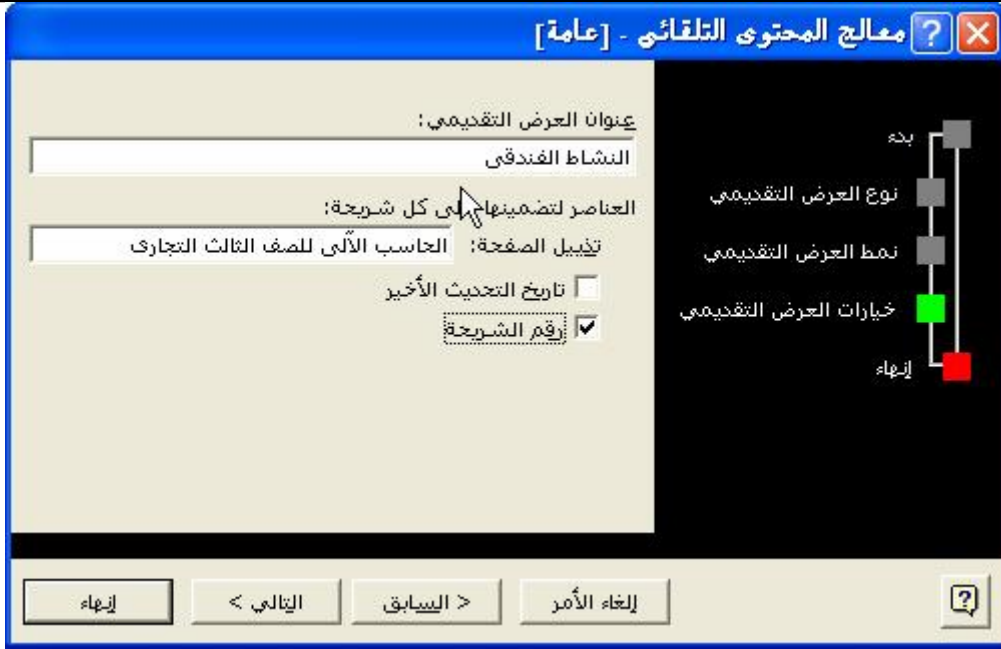 معالج المحتوى التلقائي - [عامة]
بدء
نوع العرض التقديمي
نمط العرض التقديمي
خيارات العرض التقديمي
إنهاء
عنوان العرض التقديمي:
النشاط الفندقى
العناصر لتضمينها على كل شريحة:
تذييل الصفحة: الحاسب الآلى للصف الثالث التجارى
تاريخ التحديث الأخير
رقم الشريحة
إلغاء الأمر
< السابق
التالي >
إنهاء